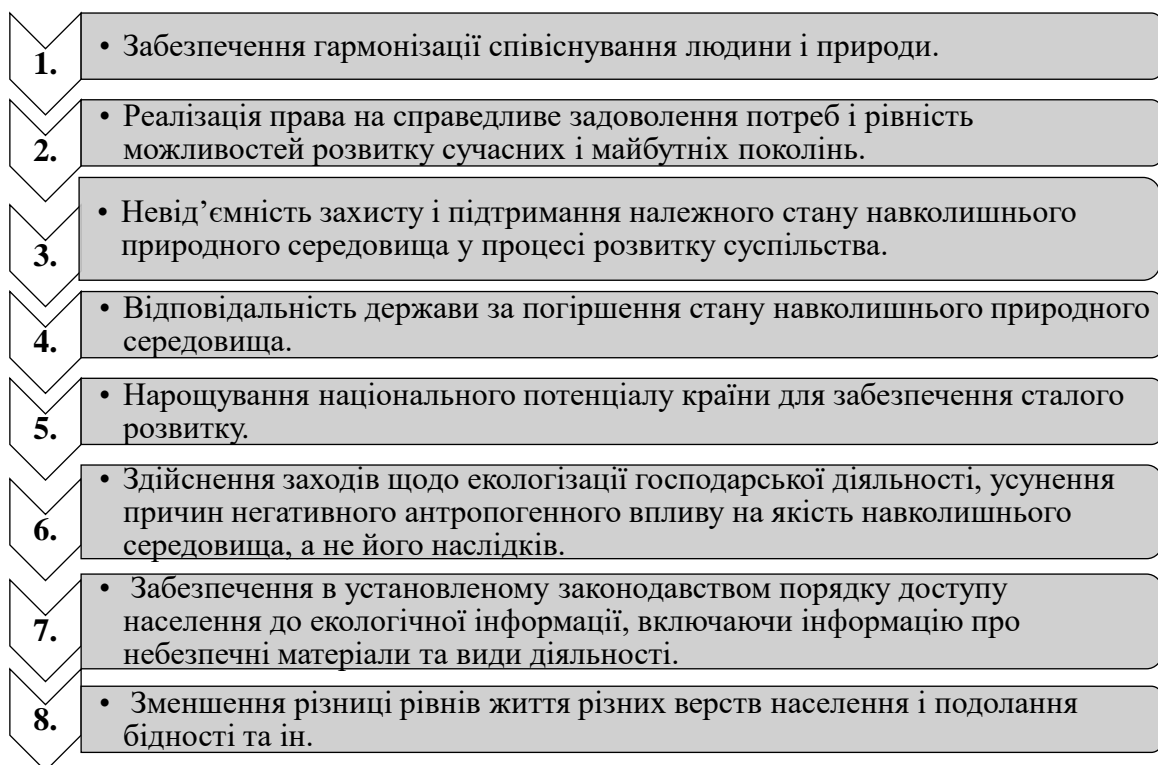 1. • Забезпечення гармонізації співіснування людини і природи.
2. • Реалізація права на справедливе задоволення потреб і рівність
можливостей розвитку сучасних і майбутніх поколінь.
3. • Невід’ємність захисту і підтримання належного стану навколишнього
природного середовища у процесі розвитку суспільства.
4. • Відповідальність держави за погіршення стану навколишнього природного
середовища.
5. • Нарощування національного потенціалу країни для забезпечення сталого
розвитку.
6. • Здійснення заходів щодо екологізації господарської діяльності, усунення
причин негативного антропогенного впливу на якість навколишнього
середовища, а не його наслідків.
7. • Забезпечення в установленому законодавством порядку доступу
населення до екологічної інформації, включаючи інформацію про
небезпечні матеріали та види діяльності.
8. • Зменшення різниці рівнів життя різних верств населення і подолання
бідності та ін.